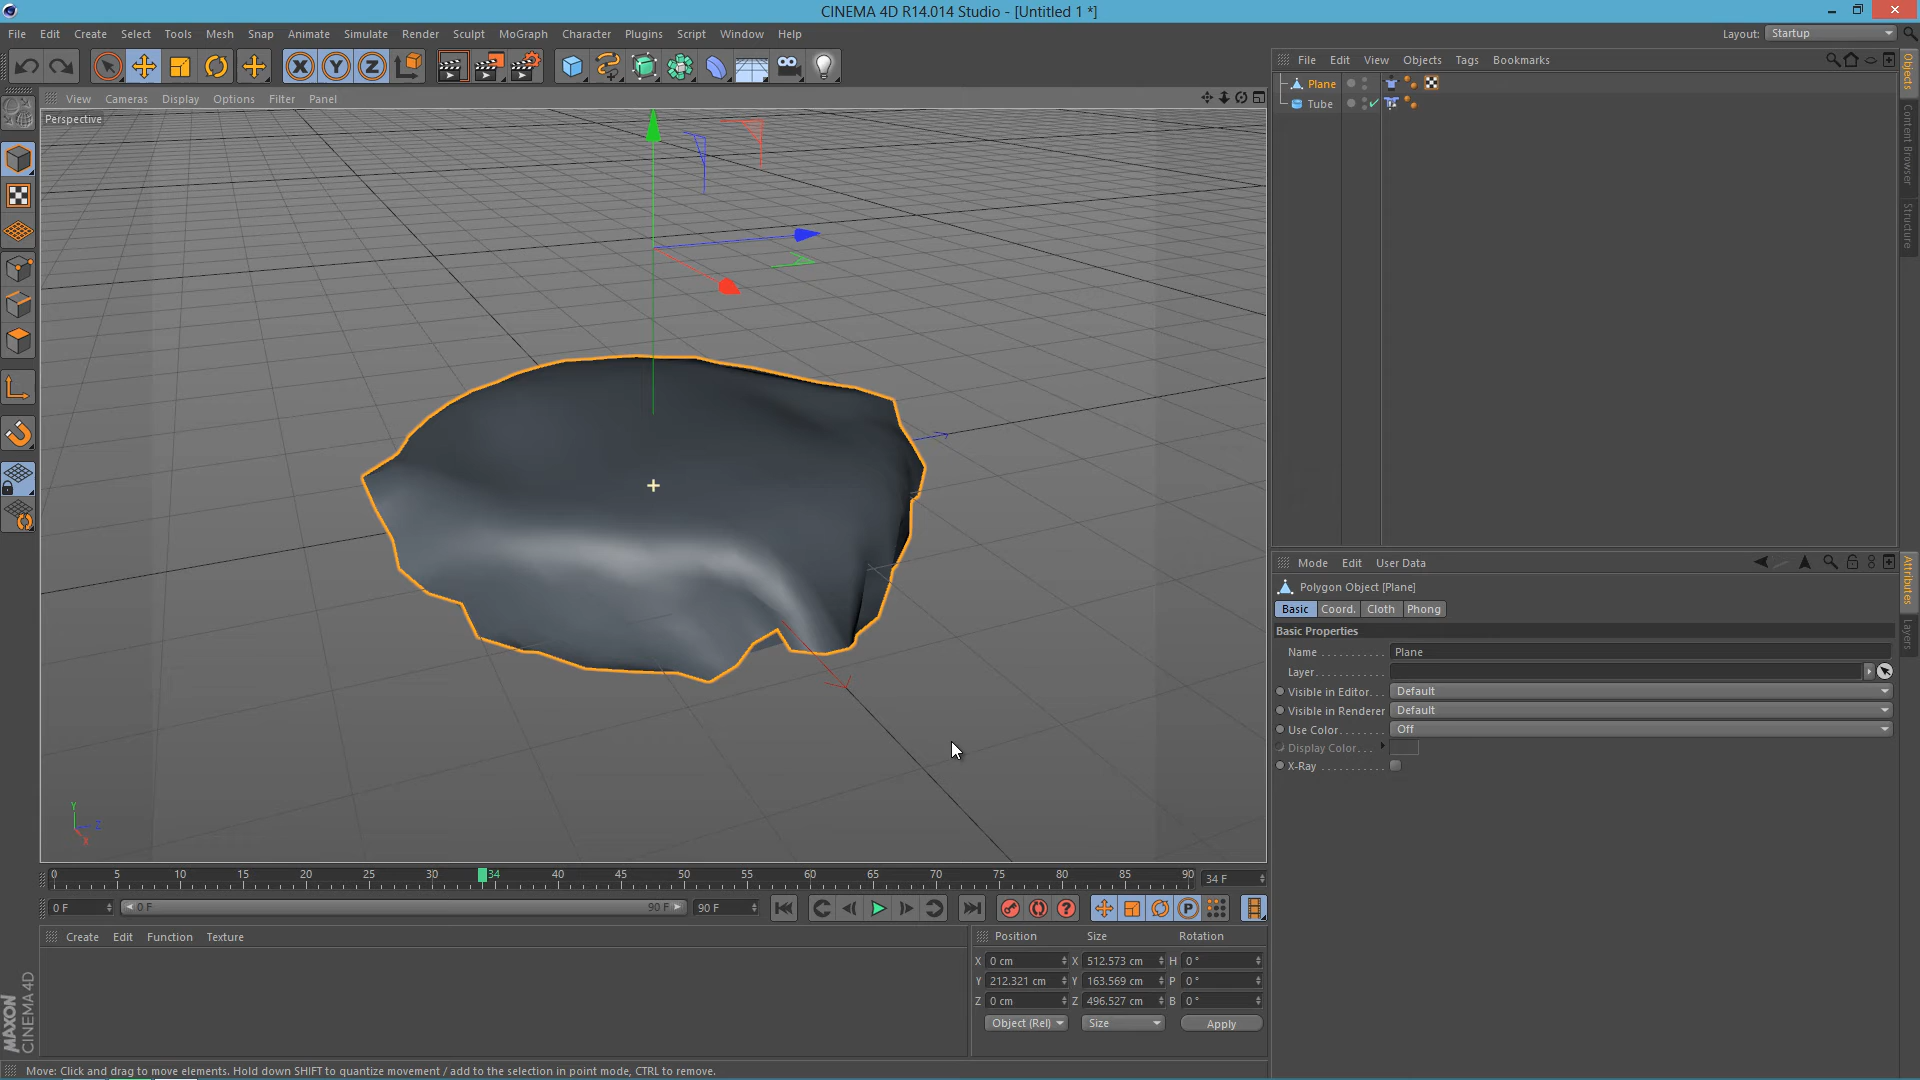 CINEMA 4D R14.014 Studio - [Untitled 1 *]
File Edit Create Select Tools Mesh Snap Animate Simulate Render Sculpt MoGraph Character Plugins Script Window Help
Layout: Startup
File Edit View Objects Tags Bookmarks
View Cameras Display Options Filter Panel
Perspective
Plane
Tube
Objects
Content Browser
Structure
Mode Edit User Data
Polygon Object [Plane]
Basic Coord. Cloth Phong
Basic Properties
Name . . . . . . . . . . . Plane
Layer . . . . . . . . . . .
Visible in Editor. . . Default
Visible in Renderer Default
Use Color. . . . . . . . Off
Display Color. . .
X-Ray . . . . . . . . . . .
Attributes
Layers
Y
Z
X
0 5 10 15 20 25 30 34 40 45 50 55 60 65 70 75 80 85 90
34 F
0 F 0 F 90 F 90 F
Create Edit Function Texture
Position Size Rotation
X 0 cm X 512.573 cm H 0 °
Y 212.321 cm Y 163.569 cm P 0 °
Z 0 cm Z 496.527 cm B 0 °
Object (Rel) Size Apply
MAXON
CINEMA 4D
Move: Click and drag to move elements. Hold down SHIFT to quantize movement / add to the selection in point mode, CTRL to remove.